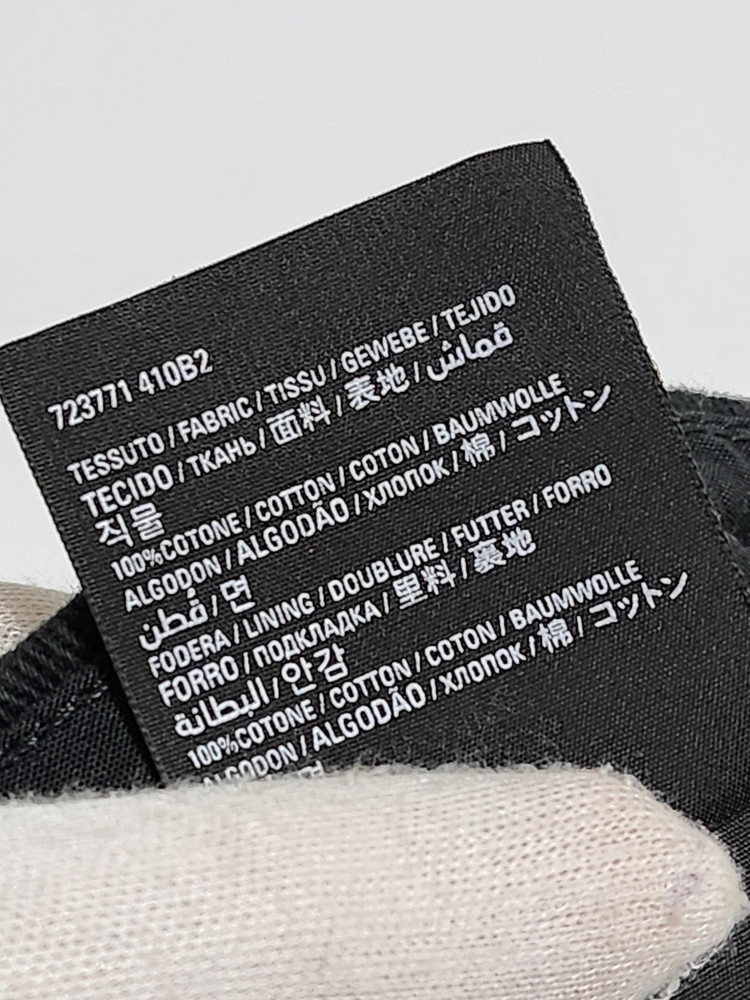 723771 410B2
TESSUTO / FABRIC / TISSU / GEWEBE / TEJIDO
TECIDO / ТКАНЬ / 面料 / 表地 / قماش
직물
100%COTONE / COTTON / COTON / BAUMWOLLE
ALGODON / ALGODÃO / ХЛОПОК / 棉 / コットン
قطن / 면
FODERA / LINING / DOUBLURE / FUTTER / FORRO
FORRO / ПОДКЛАДКА / 里料 / 裏地
البطانة / 안감
100%COTONE / COTTON / COTON / BAUMWOLLE
ALGODON / ALGODÃO / ХЛОПОК / 棉 / コットン
면